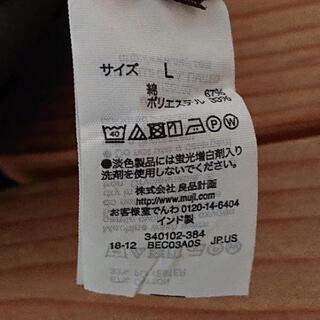 サイズ L
綿 67%
ポリエステル 33%
40
●淡色製品には蛍光増白剤入り
洗剤を使用しないでください。
株式会社 良品計画
http://www.muji.com
お客様室でんわ 0120-14-6404
インド製
340102-384
18-12 BEC03A0S JP.US